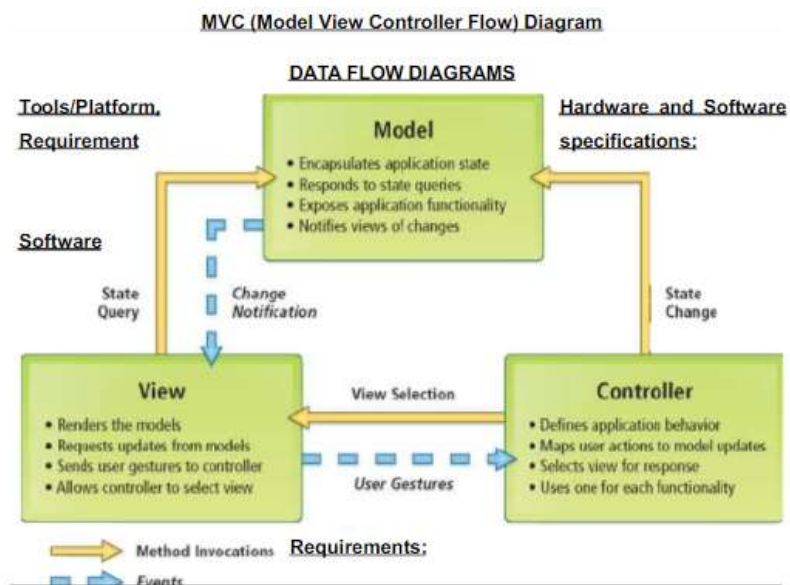 MVC (Model View Controller Flow) Diagram
DATA FLOW DIAGRAMS
Tools/Platform,
Requirement
Hardware and Software
specifications:
Software
Model
• Encapsulates application state
• Responds to state queries
• Exposes application functionality
• Notifies views of changes
State
Query
Change
Notification
State
Change
View
• Renders the models
• Requests updates from models
• Sends user gestures to controller
• Allows controller to select view
View Selection
User Gestures
Controller
• Defines application behavior
• Maps user actions to model updates
• Selects view for response
• Uses one for each functionality
Method Invocations
Requirements:
Events